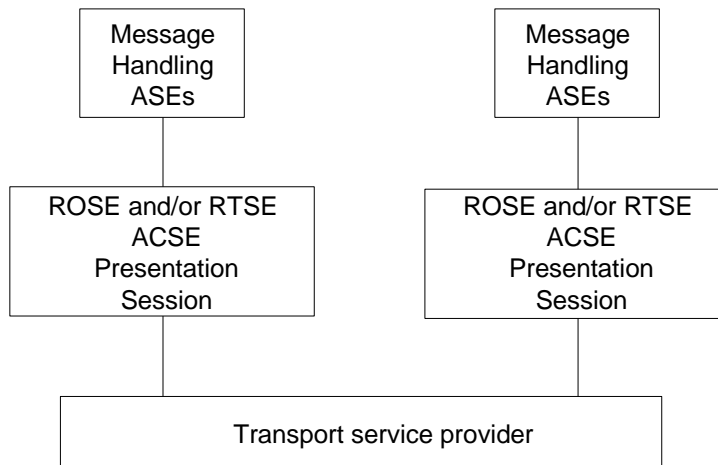 Message
Handling
ASEs
Message
Handling
ASEs
ROSE and/or RTSE
ACSE
Presentation
Session
ROSE and/or RTSE
ACSE
Presentation
Session
Transport service provider